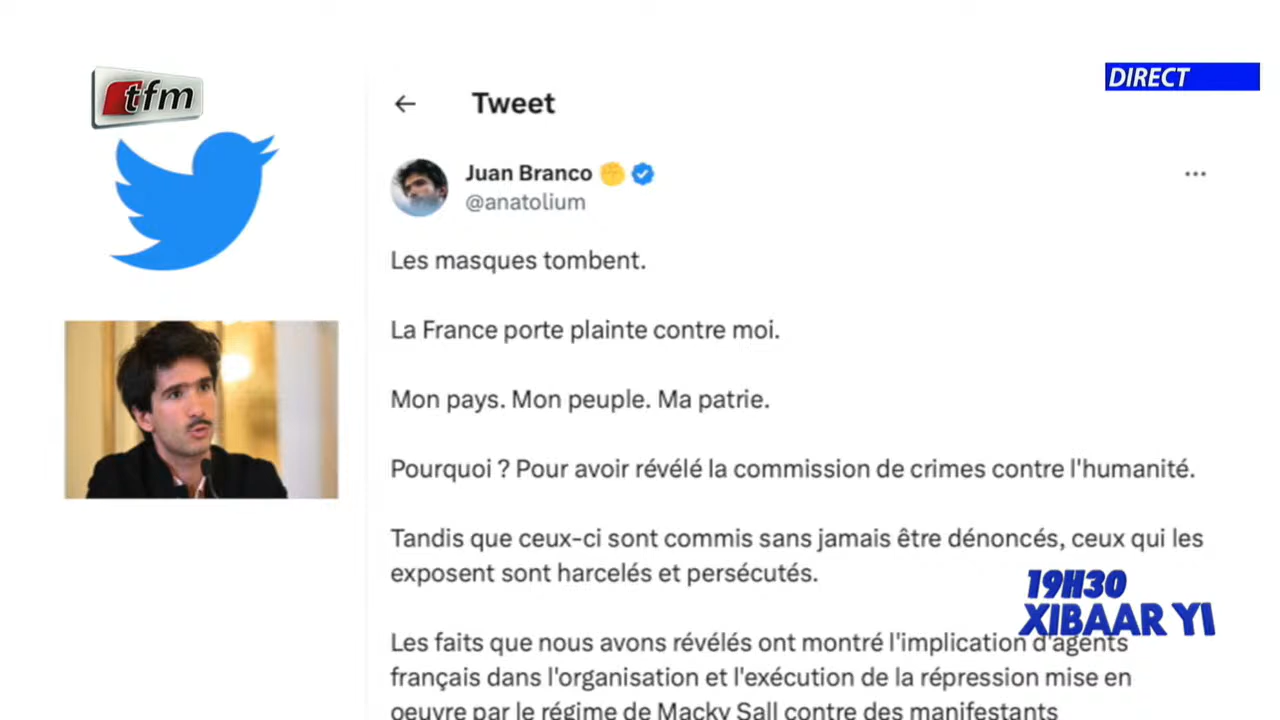 tfm
DIRECT
Tweet
Juan Branco
@anatolium
Les masques tombent.
La France porte plainte contre moi.
Mon pays. Mon peuple. Ma patrie.
Pourquoi ? Pour avoir révélé la commission de crimes contre l'humanité.
Tandis que ceux-ci sont commis sans jamais être dénoncés, ceux qui les
exposent sont harcelés et persécutés.
19H30
XIBAAR YI
Les faits que nous avons révélés ont montré l'implication d'agents
français dans l'organisation et l'exécution de la répression mise en
oeuvre par le régime de Macky Sall contre des manifestants